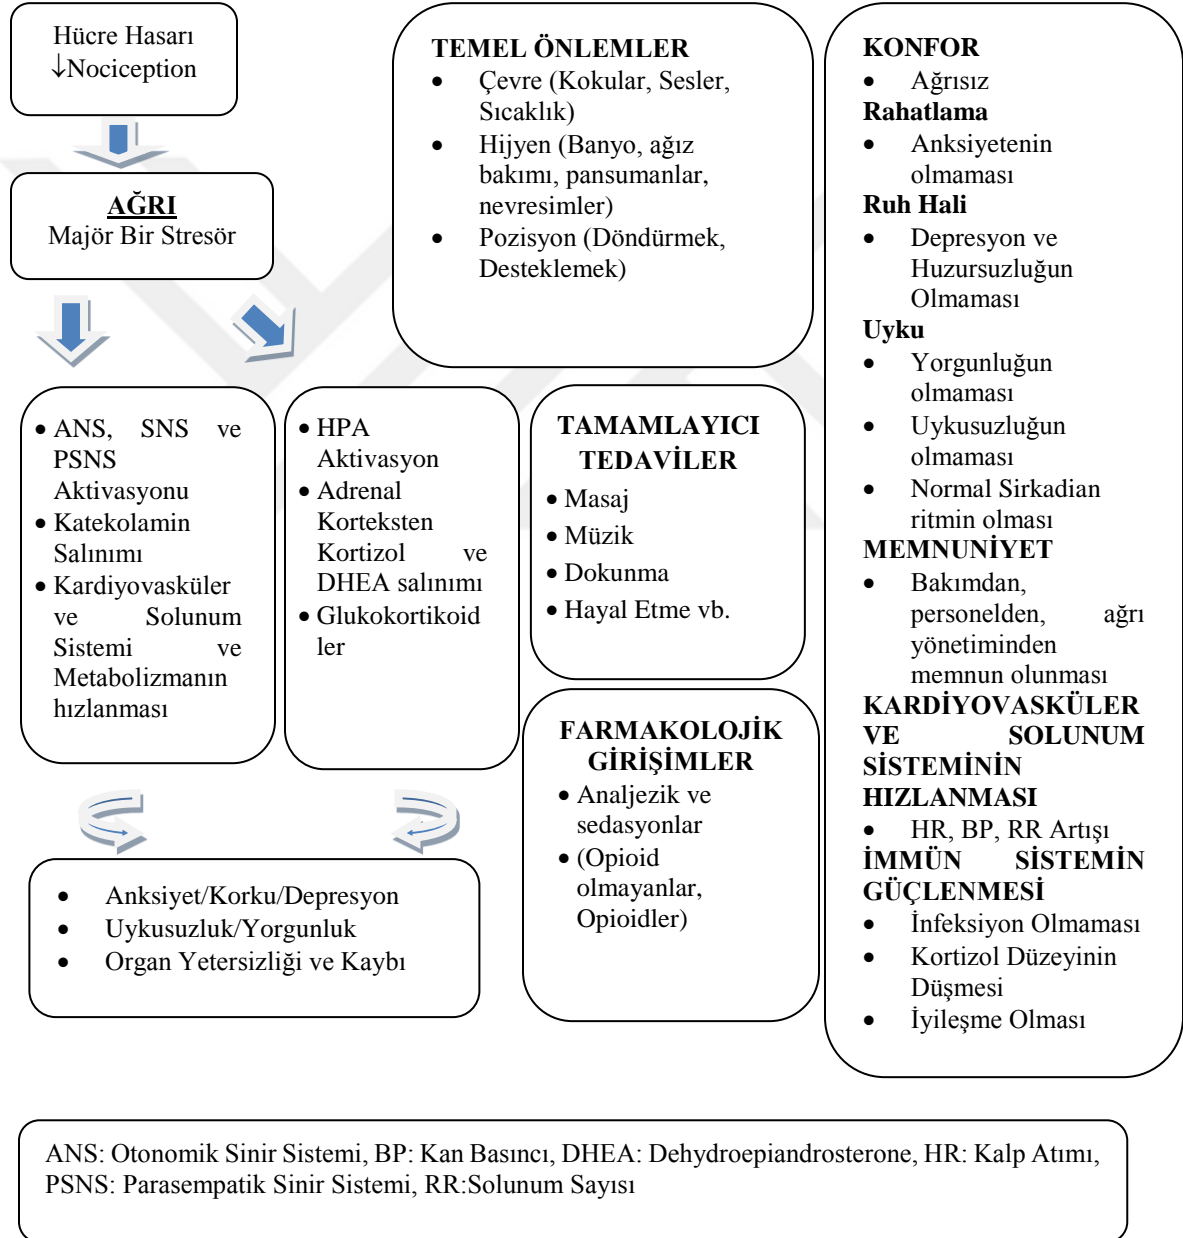 Hücre Hasarı
↓Nociception
AĞRI
Majör Bir Stresör
• ANS, SNS ve
PSNS
Aktivasyonu
• Katekolamin
Salınımı
• Kardiyovasküler
ve Solunum
Sistemi ve
Metabolizmanın
hızlanması
• HPA
Aktivasyon
• Adrenal
Korteksten
Kortizol ve
DHEA salınımı
• Glukokortikoid
ler
• Anksiyet/Korku/Depresyon
• Uykusuzluk/Yorgunluk
• Organ Yetersizliği ve Kaybı
TEMEL ÖNLEMLER
• Çevre (Kokular, Sesler,
Sıcaklık)
• Hijyen (Banyo, ağız
bakımı, pansumanlar,
nevresimler)
• Pozisyon (Döndürmek,
Desteklemek)
TAMAMLAYICI
TEDAVİLER
• Masaj
• Müzik
• Dokunma
• Hayal Etme vb.
FARMAKOLOJİK
GİRİŞİMLER
• Analjezik ve
sedasyonlar
• (Opioid
olmayanlar,
Opioidler)
KONFOR
• Ağrısız
Rahatlama
• Anksiyetenin
olmaması
Ruh Hali
• Depresyon ve
Huzursuzluğun
Olmaması
Uyku
• Yorgunluğun
olmaması
• Uykusuzluğun
olmaması
• Normal Sirkadian
ritmin olması
MEMNUNİYET
• Bakımdan,
personelden, ağrı
yönetiminden
memnun olunması
KARDİYOVASKÜLER
VE SOLUNUM
SİSTEMİNİN
HIZLANMASI
• HR, BP, RR Artışı
İMMÜN SİSTEMİN
GÜÇLENMESİ
• İnfeksiyon Olmaması
• Kortizol Düzeyinin
Düşmesi
• İyileşme Olması
ANS: Otonomik Sinir Sistemi, BP: Kan Basıncı, DHEA: Dehydroepiandrosterone, HR: Kalp Atımı,
PSNS: Parasempatik Sinir Sistemi, RR:Solunum Sayısı